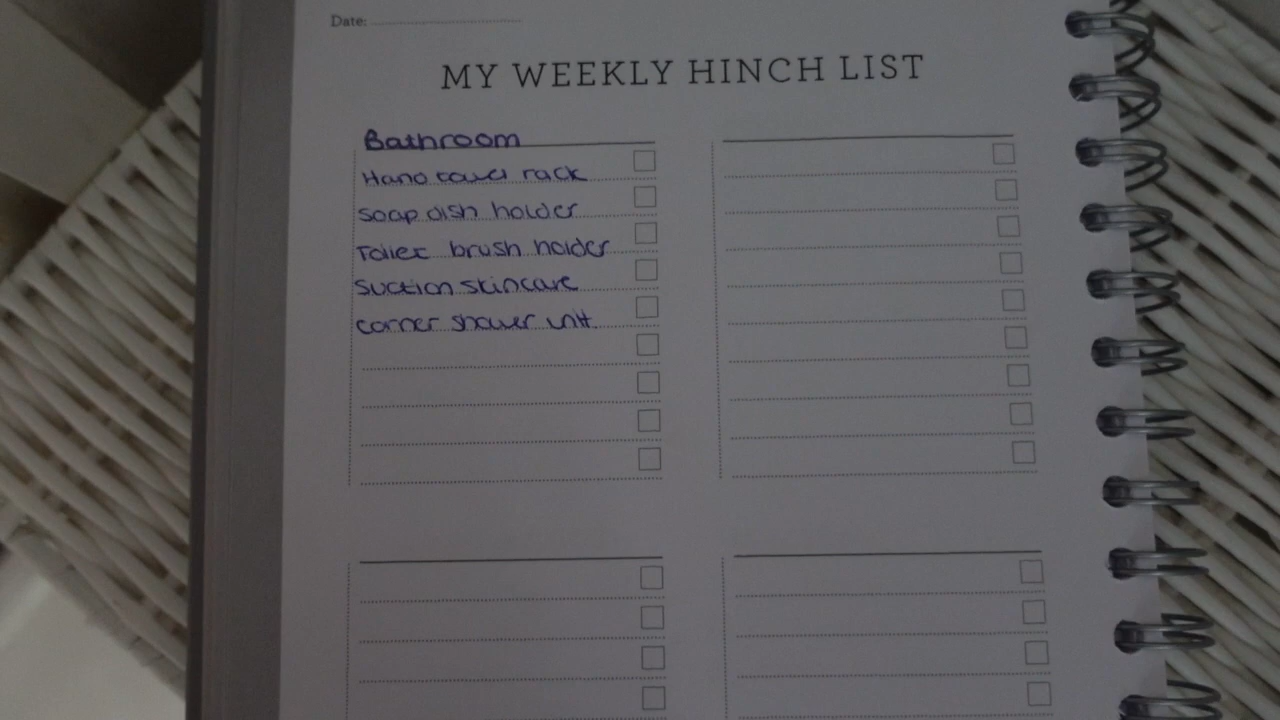 Date:
MY WEEKLY HINCH LIST
Bathroom
Hand towel rack
Soap dish holder
Toilet brush holder
Suction skincare
corner shower unit